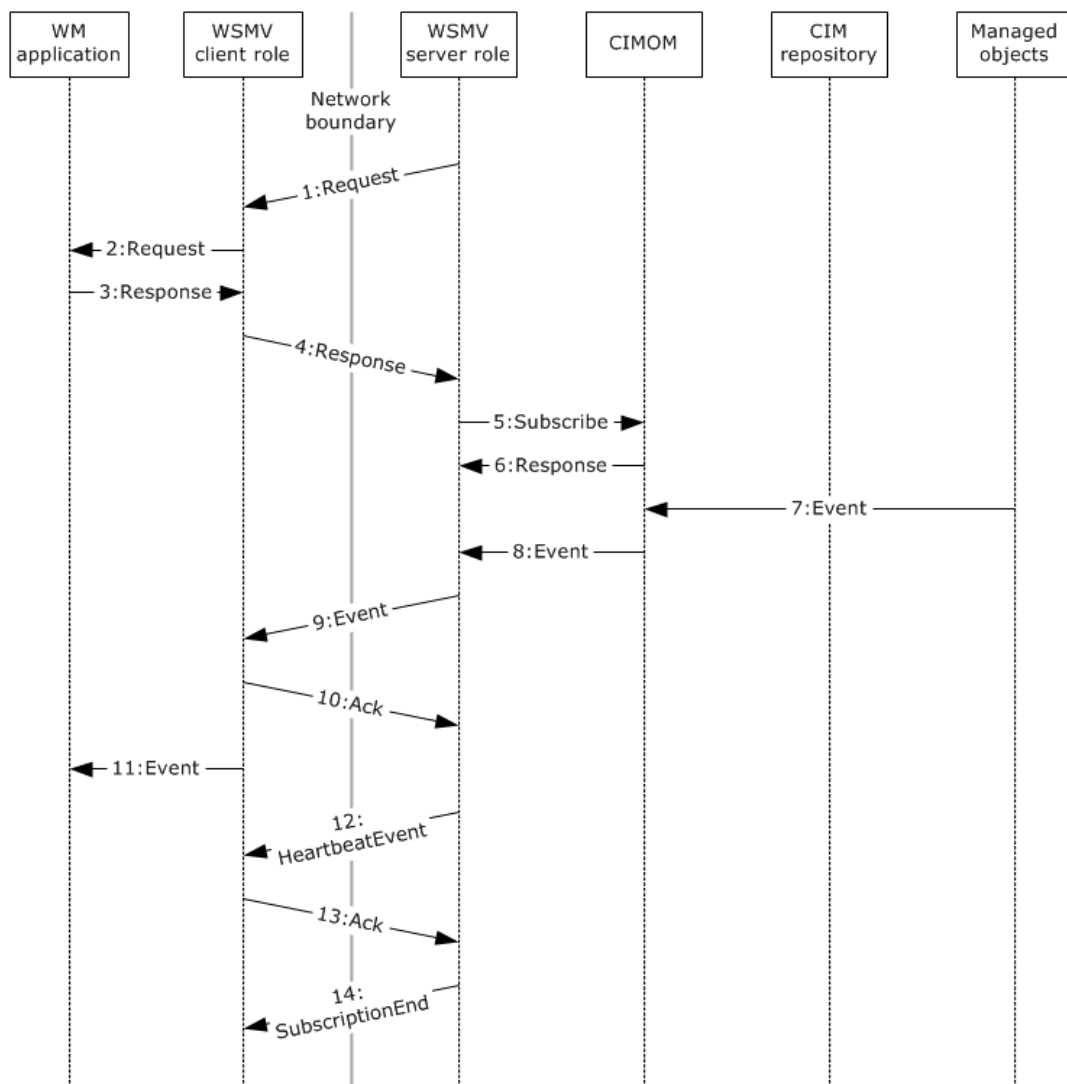 WM
application
WSMV
client role
WSMV
server role
CIMOM
CIM
repository
Managed
objects
Network
boundary
1:Request
2:Request
3:Response
4:Response
5:Subscribe
6:Response
7:Event
8:Event
9:Event
10:Ack
11:Event
12:
HeartbeatEvent
13:Ack
14:
SubscriptionEnd